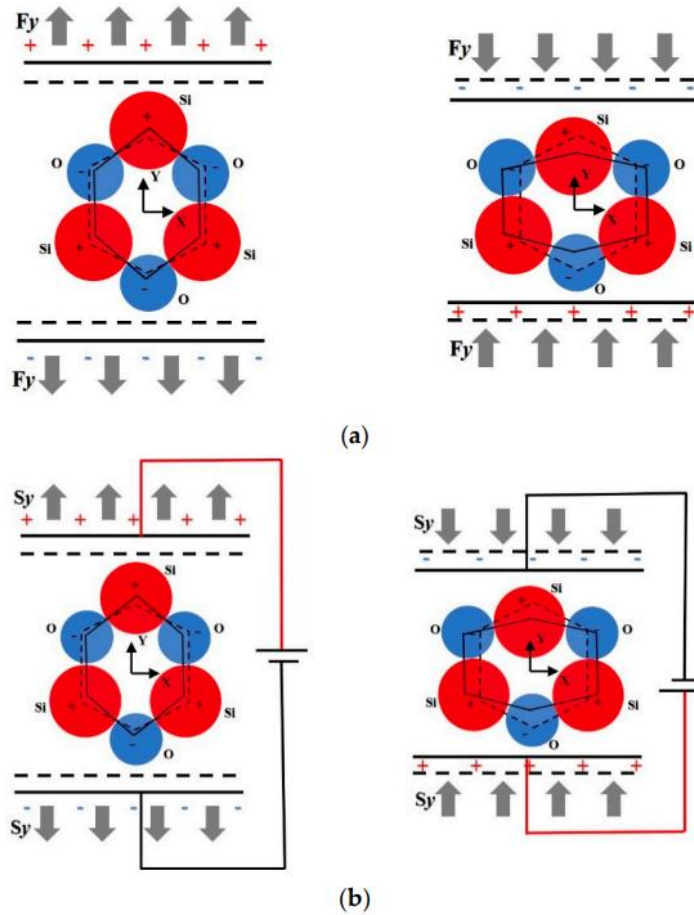 Fy
+ + + + +
Si
+
O
O
- -
Y
X
Si
+ +
Si
-
O
- - - - -
Fy
Fy
- - - - -
Si
+
O
- -
O
Y
X
Si
+ +
Si
-
O
+ + + + +
Fy
(a)
Sy
+ + + + +
Si
+
O
- -
O
Y
X
Si
+ +
Si
-
O
- - - - -
Sy
Sy
- - - - -
Si
+
O
- -
O
Y
X
Si
+ +
Si
-
O
+ + + + +
Sy
(b)